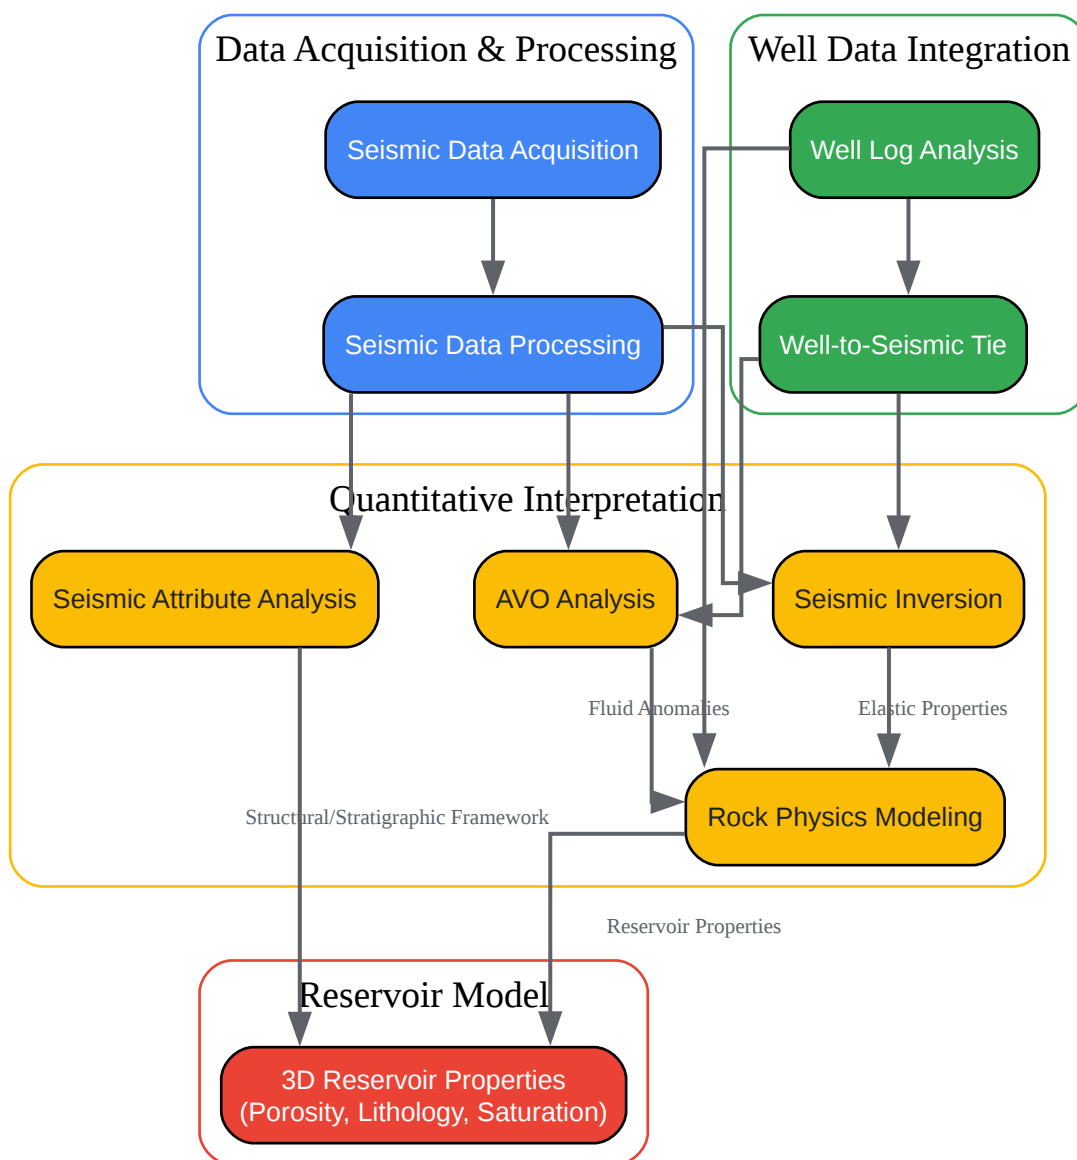 Data Acquisition & Processing
Well Data Integration
Seismic Data Acquisition
Well Log Analysis
Seismic Data Processing
Well-to-Seismic Tie
Quantitative Interpretation
Seismic Attribute Analysis
AVO Analysis
Seismic Inversion
Fluid Anomalies
Elastic Properties
Structural/Stratigraphic Framework
Rock Physics Modeling
Reservoir Properties
Reservoir Model
3D Reservoir Properties
(Porosity, Lithology, Saturation)